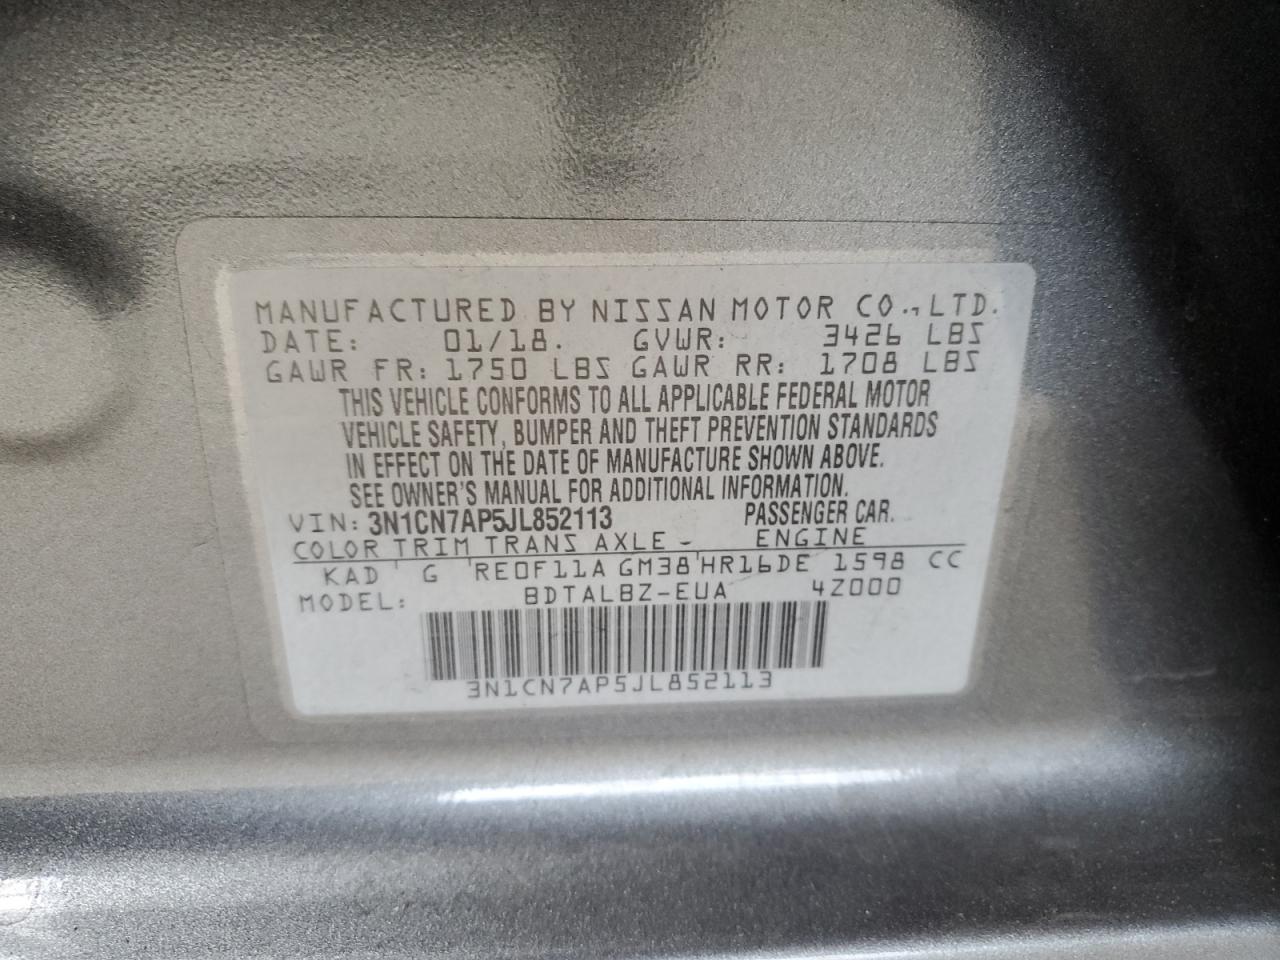 MANUFACTURED BY NISSAN MOTOR CO., LTD.
DATE: 01/18. GVWR: 3426 LBS
GAWR FR: 1750 LBS GAWR RR: 1708 LBS
THIS VEHICLE CONFORMS TO ALL APPLICABLE FEDERAL MOTOR
VEHICLE SAFETY, BUMPER AND THEFT PREVENTION STANDARDS
IN EFFECT ON THE DATE OF MANUFACTURE SHOWN ABOVE.
SEE OWNER'S MANUAL FOR ADDITIONAL INFORMATION.
VIN: 3N1CN7AP5JL852113 PASSENGER CAR.
COLOR TRIM TRANS AXLE - ENGINE
KAD G RE0F11A GM38 HR16DE 1598 CC
MODEL: BDTALBZ-EUA 4Z000
3N1CN7AP5JL852113